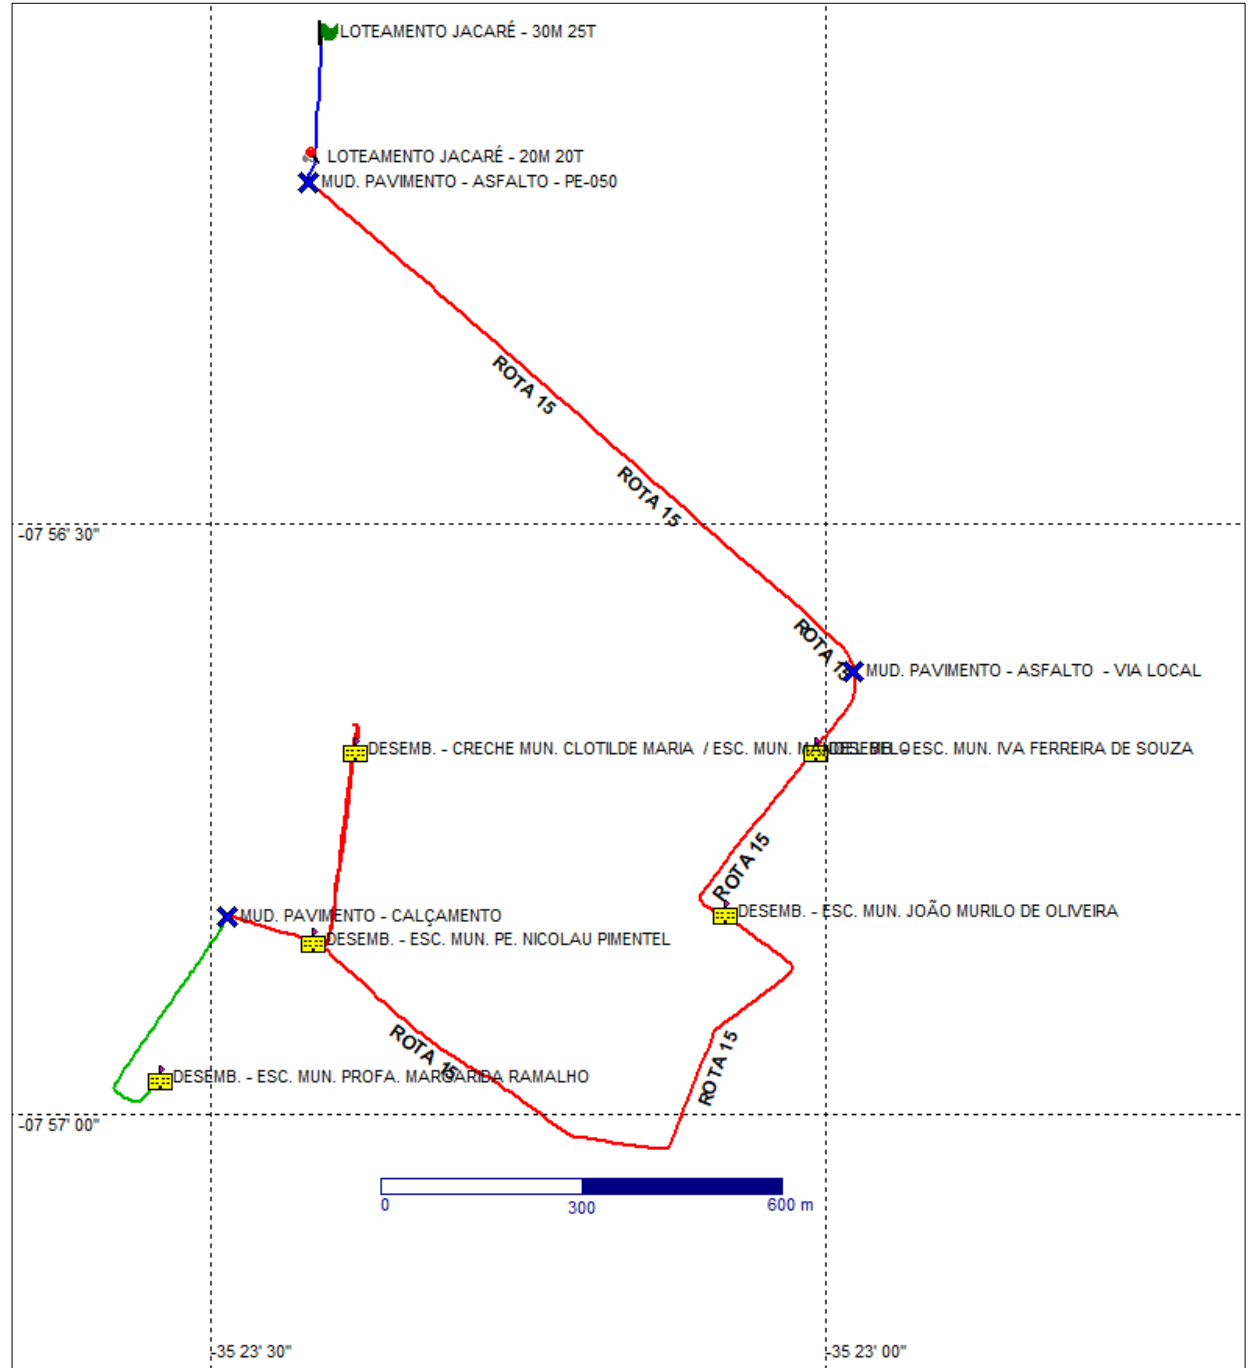 LOTEAMENTO JACARÉ - 30M 25T
LOTEAMENTO JACARÉ - 20M 20T
MUD. PAVIMENTO - ASFALTO - PE-050
ROTA 15
ROTA 15
-07 56' 30"
ROTA 15
MUD. PAVIMENTO - ASFALTO - VIA LOCAL
DESEMB. - CRECHE MUN. CLOTILDE MARIA / ESC. MUN.
DESEMB. - ESC. MUN. IVA FERREIRA DE SOUZA
ROTA 15
DESEMB. - ESC. MUN. JOÃO MURILO DE OLIVEIRA
MUD. PAVIMENTO - CALÇAMENTO
DESEMB. - ESC. MUN. PE. NICOLAU PIMENTEL
ROTA 15
ROTA 15
DESEMB. - ESC. MUN. PROFA. MARGARIDA RAMALHO
-07 57' 00"
0 300 600 m
-35 23' 30"
-35 23' 00"